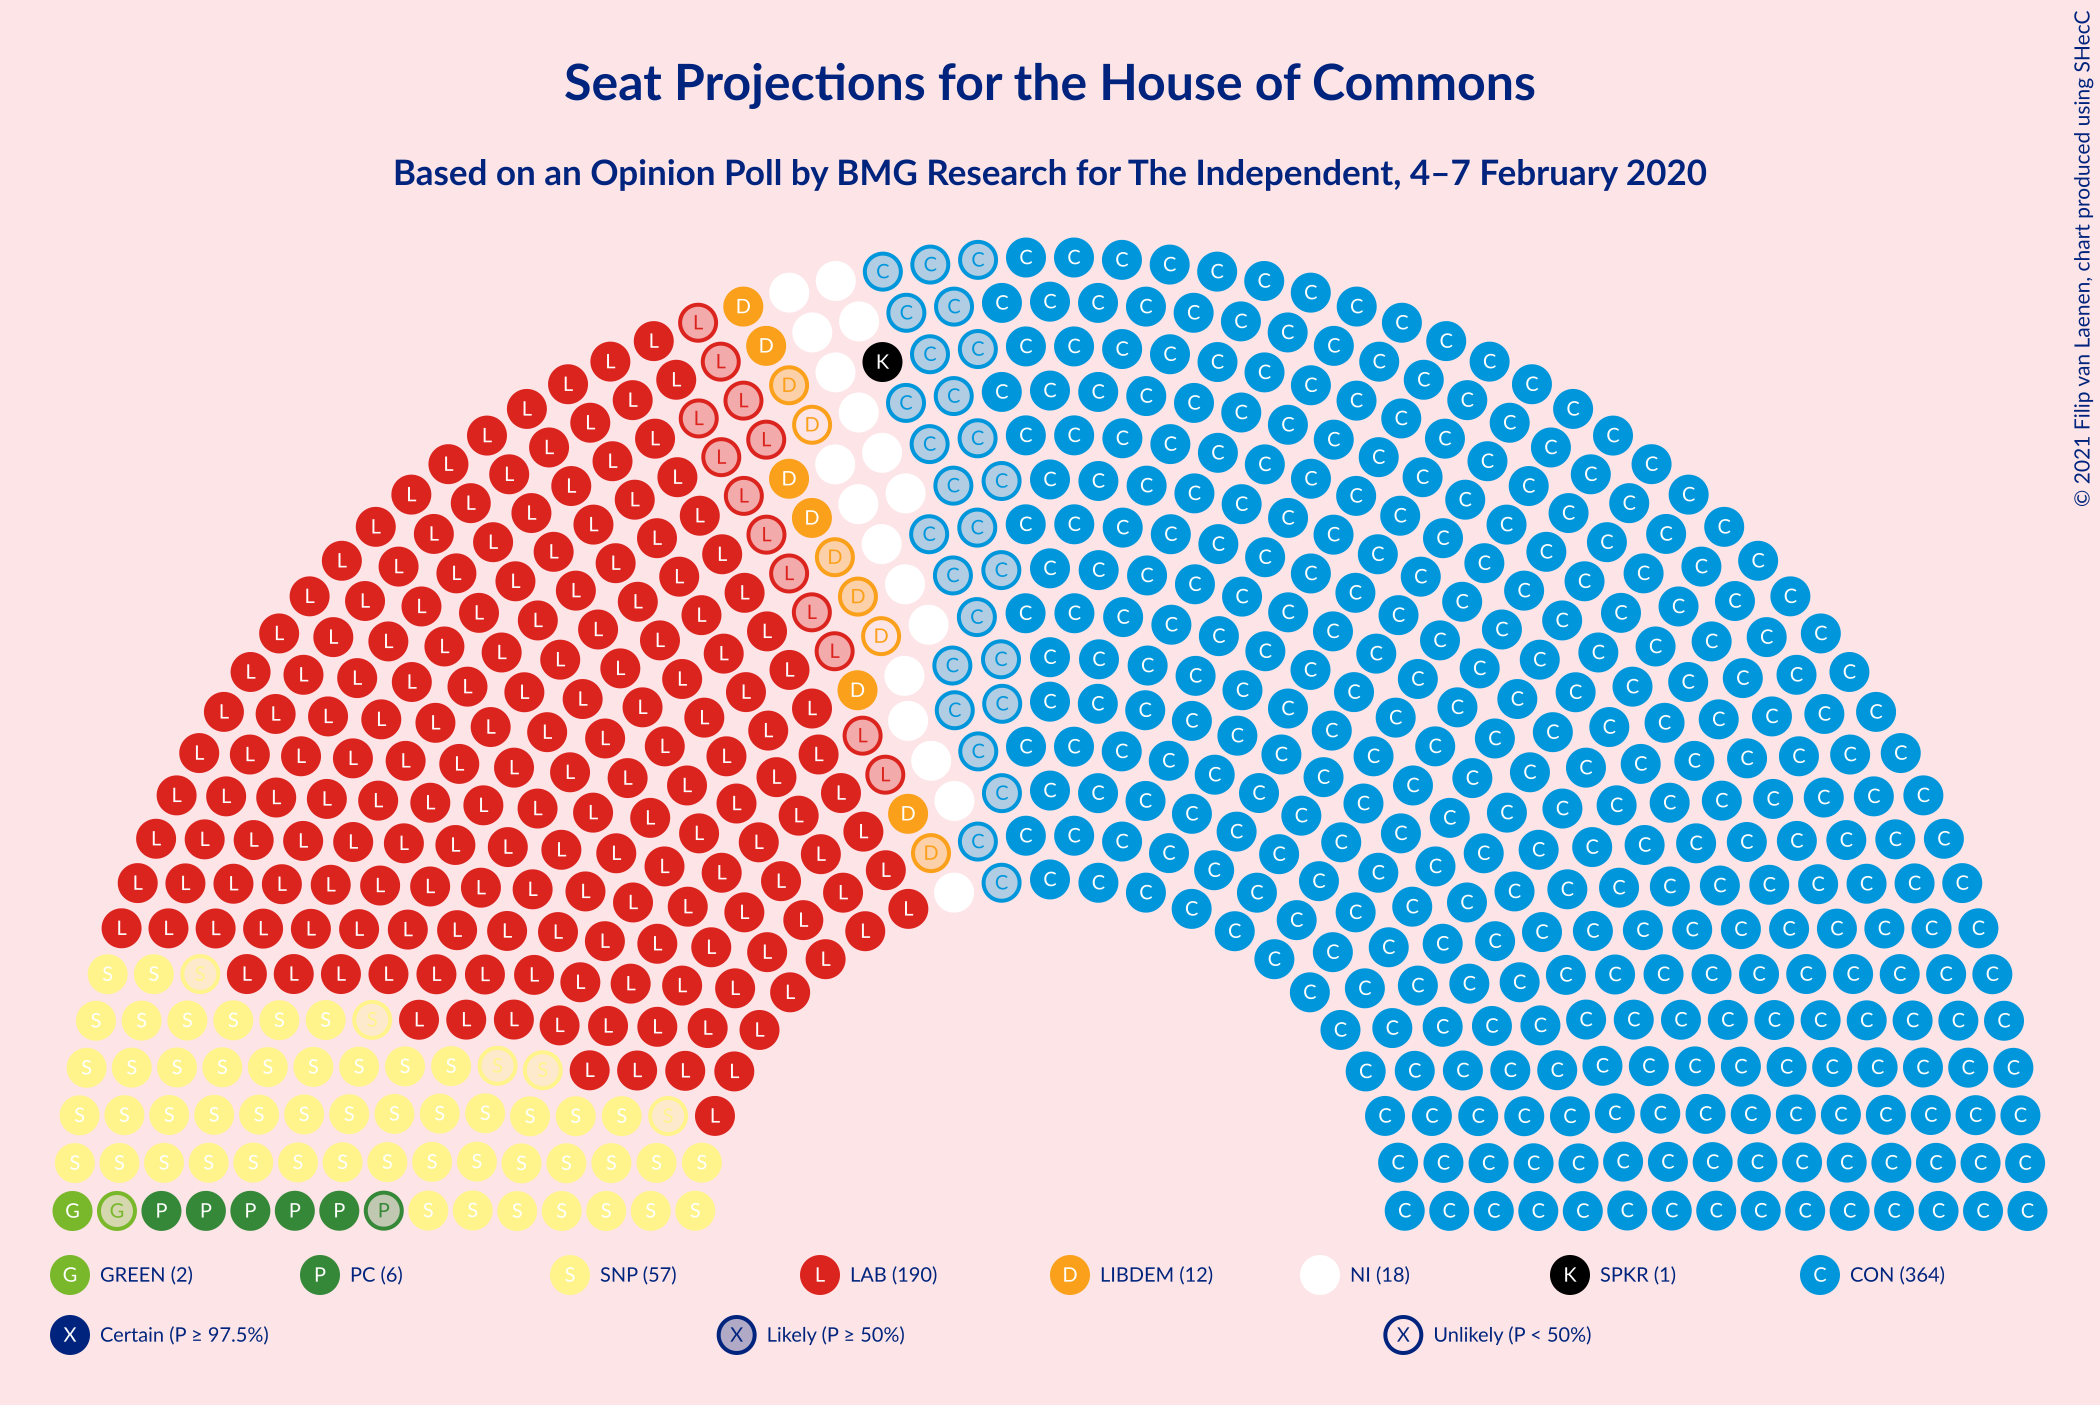 Seat Projections for the House of Commons
Based on an Opinion Poll by BMG Research for The Independent, 4–7 February 2020
© 2021 Filip van Laenen, chart produced using SHecC
G GREEN (2)
P PC (6)
S SNP (57)
L LAB (190)
D LIBDEM (12)
NI (18)
K SPKR (1)
C CON (364)
X Certain (P ≥ 97.5%)
X Likely (P ≥ 50%)
X Unlikely (P < 50%)